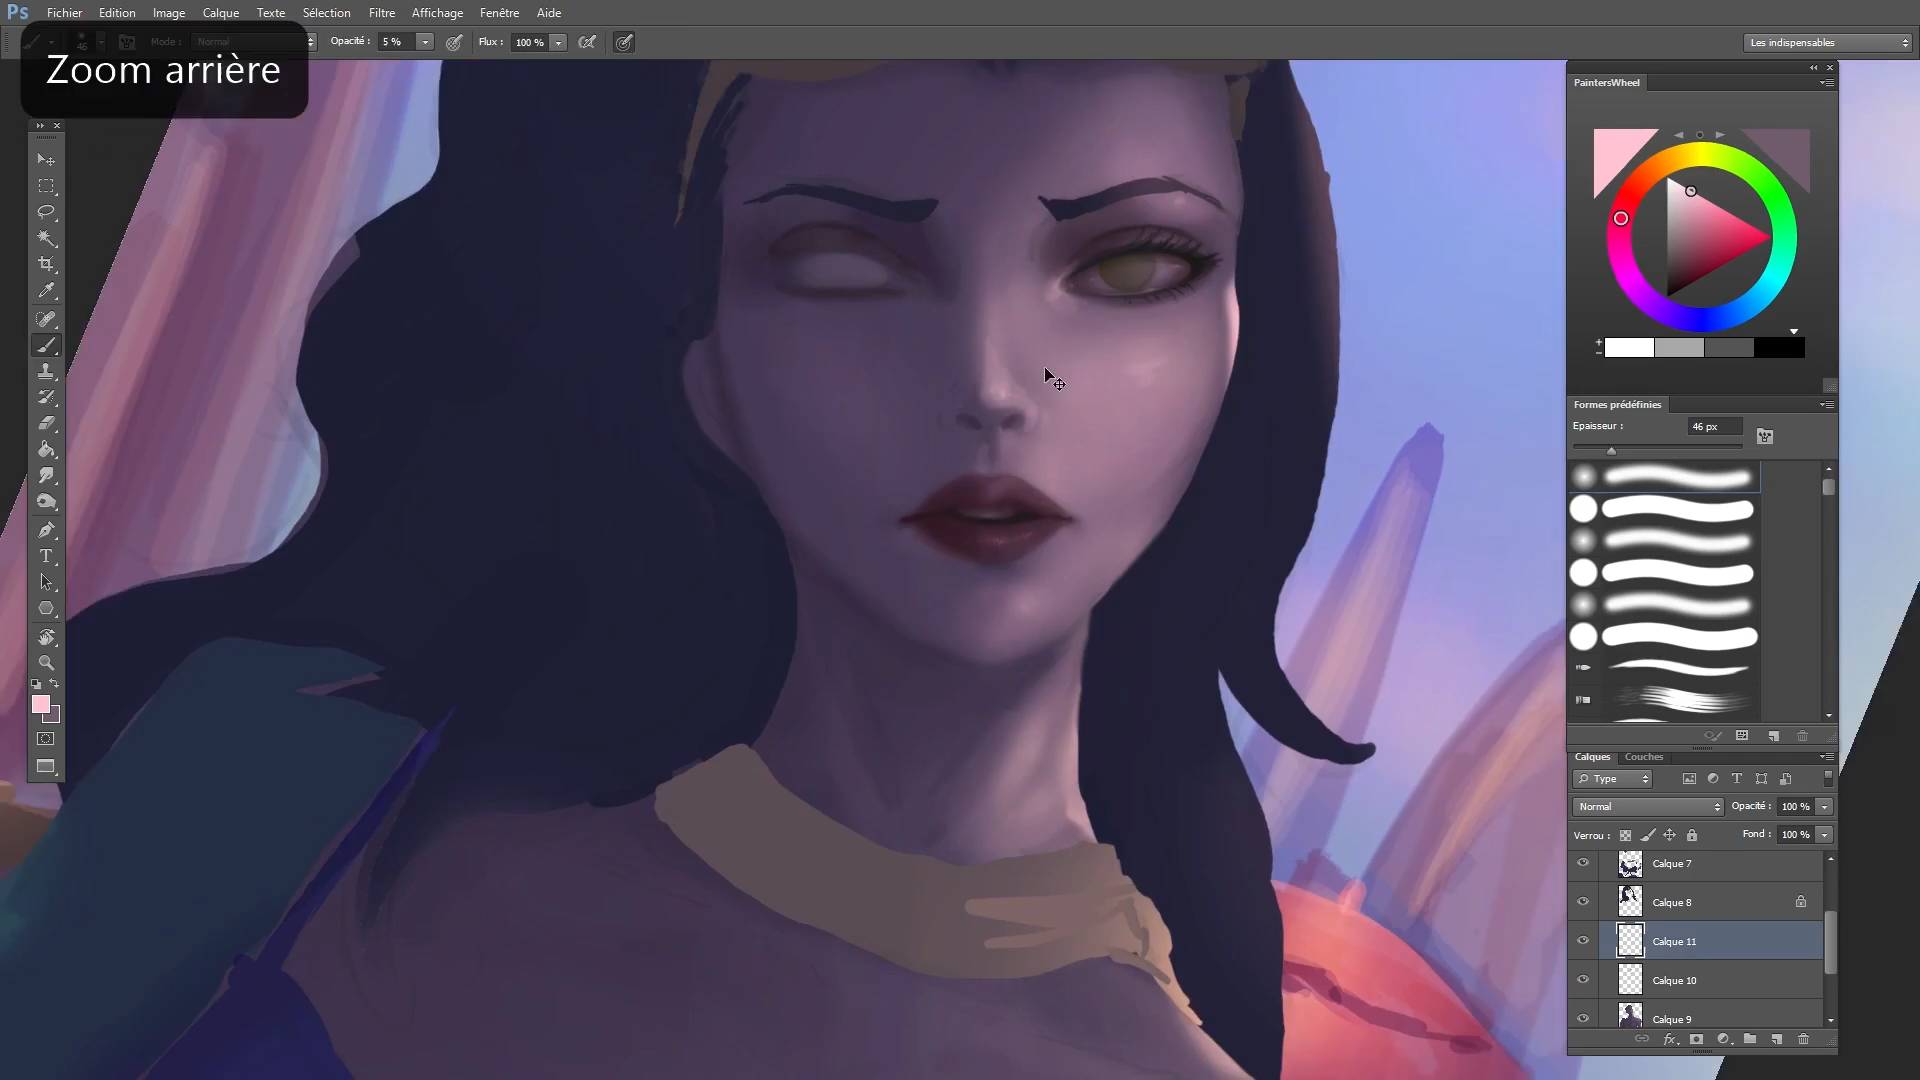 Ps Fichier Edition Image Calque Texte Sélection Filtre Affichage Fenêtre Aide
46 Mode : Normal Opacité : 5 % Flux : 100 % Les indispensables
Zoom arrière
PaintersWheel
Formes prédéfinies
Epaisseur : 46 px
Calques Couches
Type
Normal Opacité : 100 %
Verrou : Fond : 100 %
Calque 7
Calque 8
Calque 11
Calque 10
Calque 9